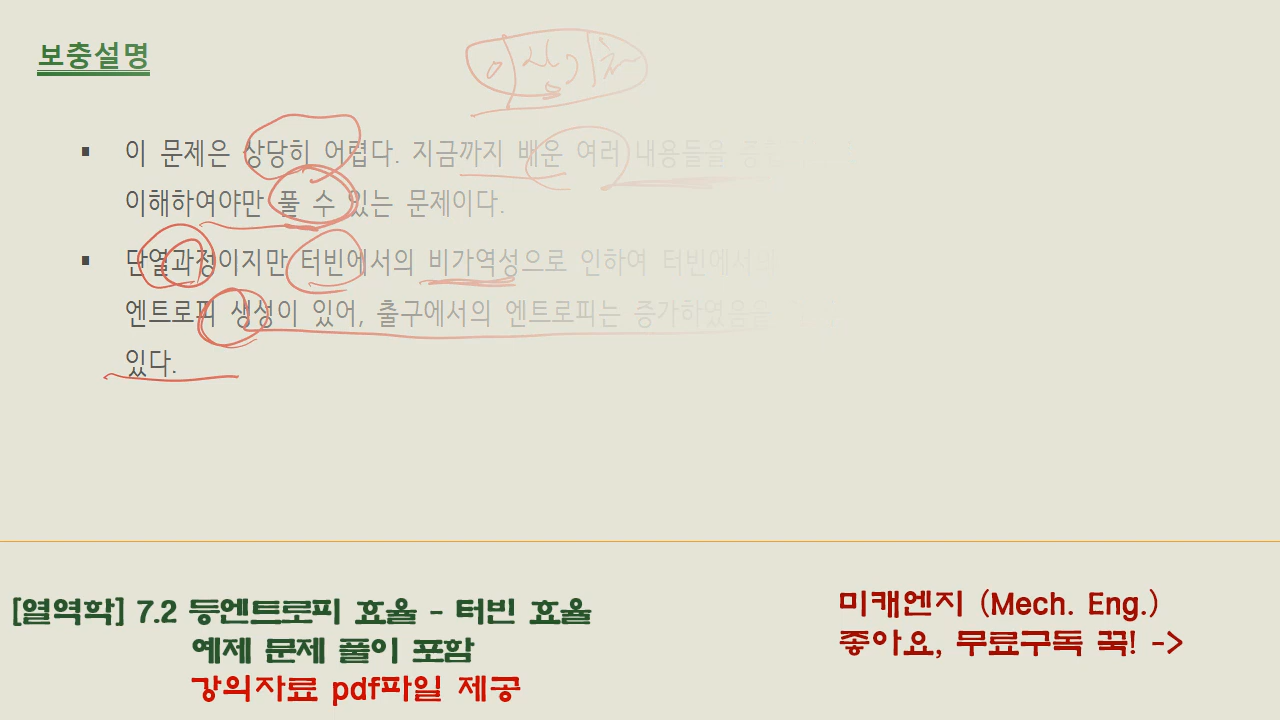 보충설명
이상기체
▪ 이 문제은 상당히 어렵다. 지금까지 배운 여러 내용들을
이해하여야만 풀 수 있는 문제이다.
▪ 단열과정이지만 터빈에서의 비가역성으로 인하여 터빈에서
엔트로피 생성이 있어, 출구에서의 엔트로피는 증가하였음을
있다.
[열역학] 7.2 등엔트로피 효율 - 터빈 효율
예제 문제 풀이 포함
강의자료 pdf파일 제공
미캐엔지 (Mech. Eng.)
좋아요, 무료구독 꾹! ->